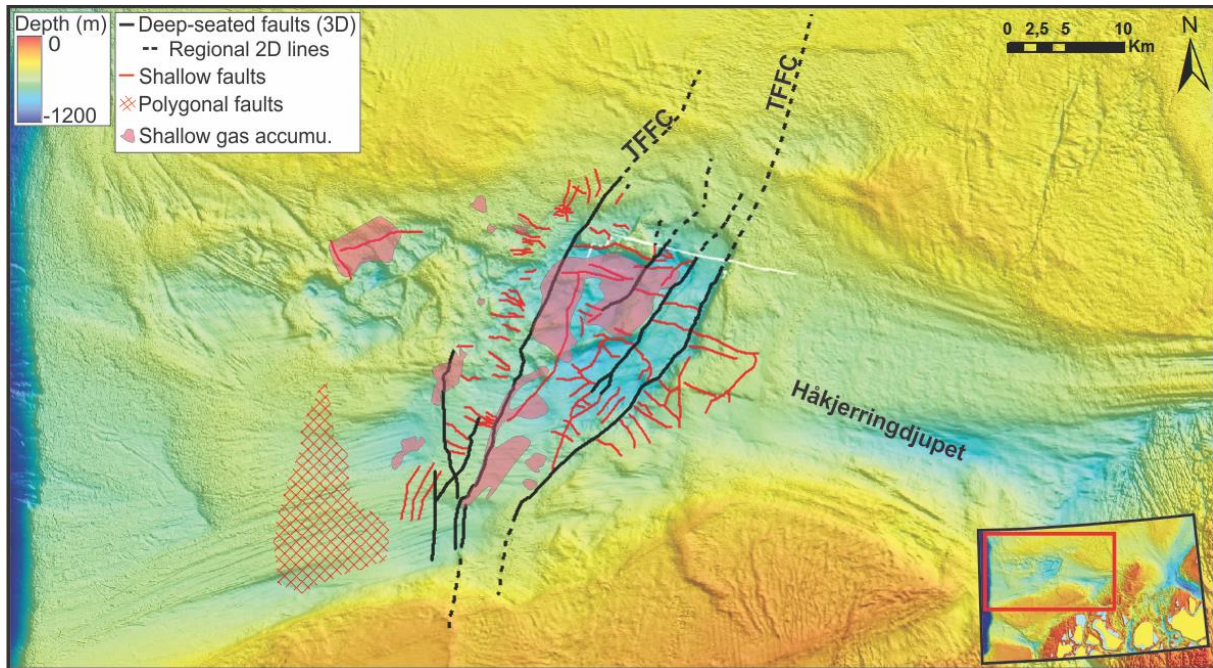 Depth (m)
0
-1200
Deep-seated faults (3D)
Regional 2D lines
Shallow faults
Polygonal faults
Shallow gas accumu.
TFFC
TFFC
0 2,5 5 10
Km
N
Håkjerringdjupet